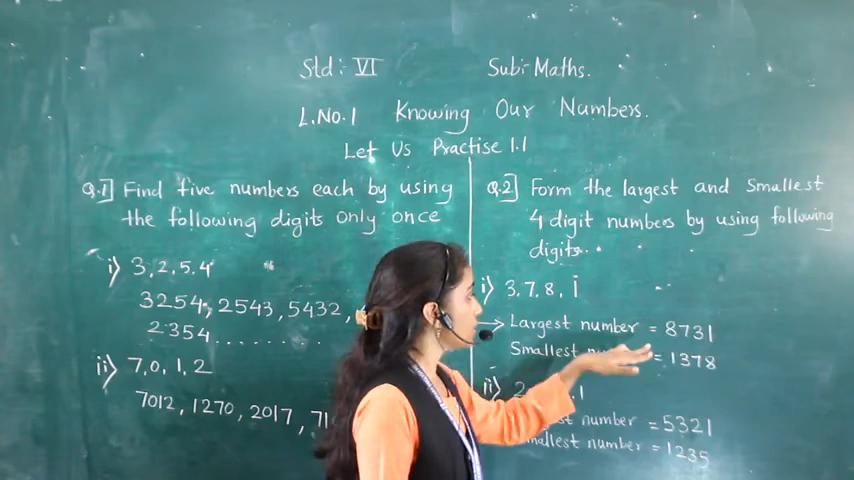 Std:- VI Sub:- Maths.
L.No.1 Knowing Our Numbers.
Let Us Practise 1.1
Q.1] Find five numbers each by using
the following digits only once
i) 3,2,5,4
3254, 2543, 5432,
2354.......
ii) 7,0,1,2
7012, 1270, 2017,
Q.2] Form the largest and Smallest
4 digit numbers by using following
digits..
i) 3,7,8,1
→ Largest number = 8731
Smallest = 1378
ii) 2 1
number = 5321
smallest number = 1235